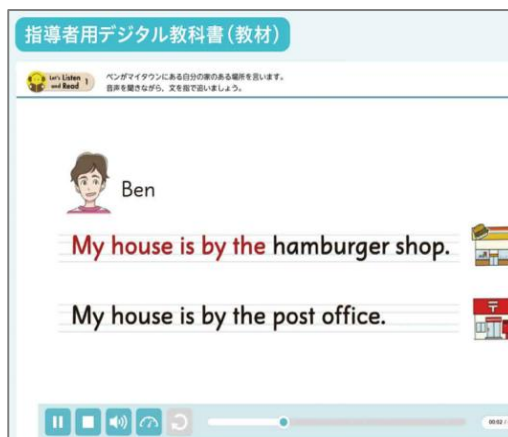 指導者用デジタル教科書(教材)
Let's Listen and Read 1
ベンがマイタウンにある自分の家のある場所を言います。
音声を聞きながら、文を指で追いましょう。
Ben
My house is by the hamburger shop.
My house is by the post office.
〒
00:02 /